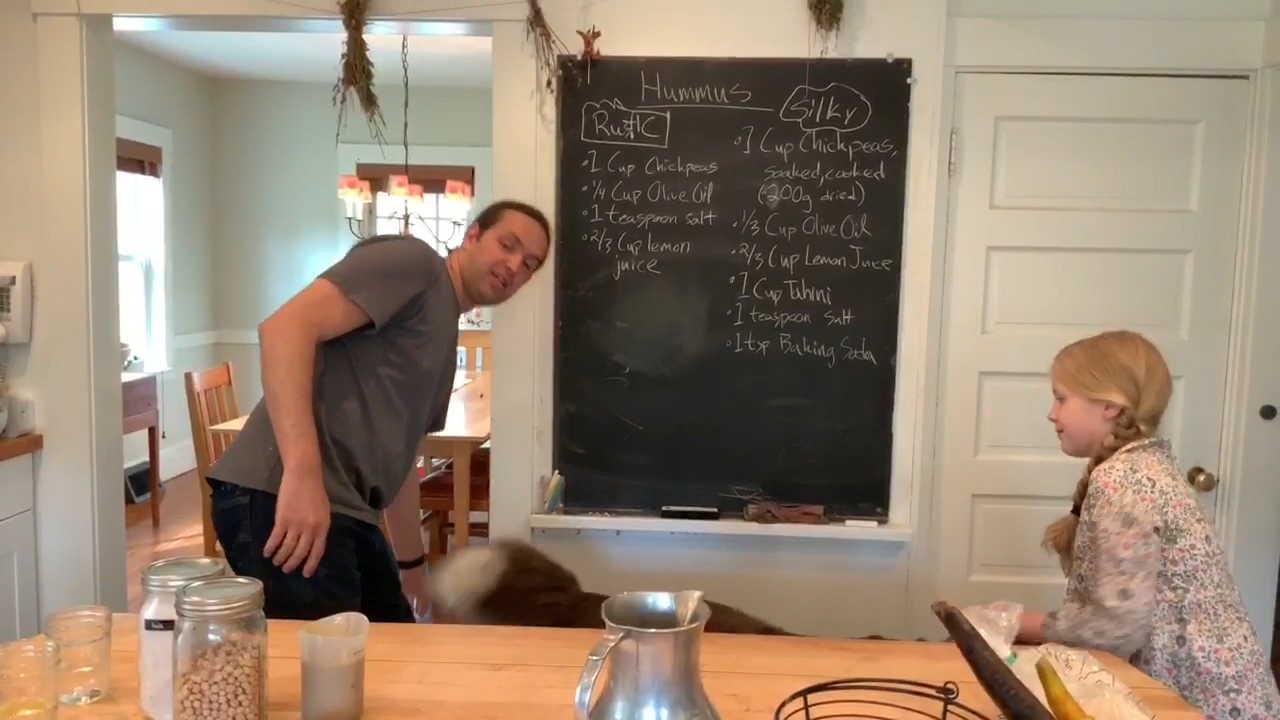 Hummus
Rustic
• 1 Cup Chickpeas
• 1/4 Cup Olive Oil
• 1 teaspoon salt
• 2/3 Cup lemon
juice
Silky
• 1 Cup Chickpeas,
soaked, cooked
(~200g dried)
• 1/3 Cup Olive Oil
• 2/3 Cup Lemon Juice
• 1 Cup Tahini
• 1 teaspoon salt
• 1 tsp Baking Soda